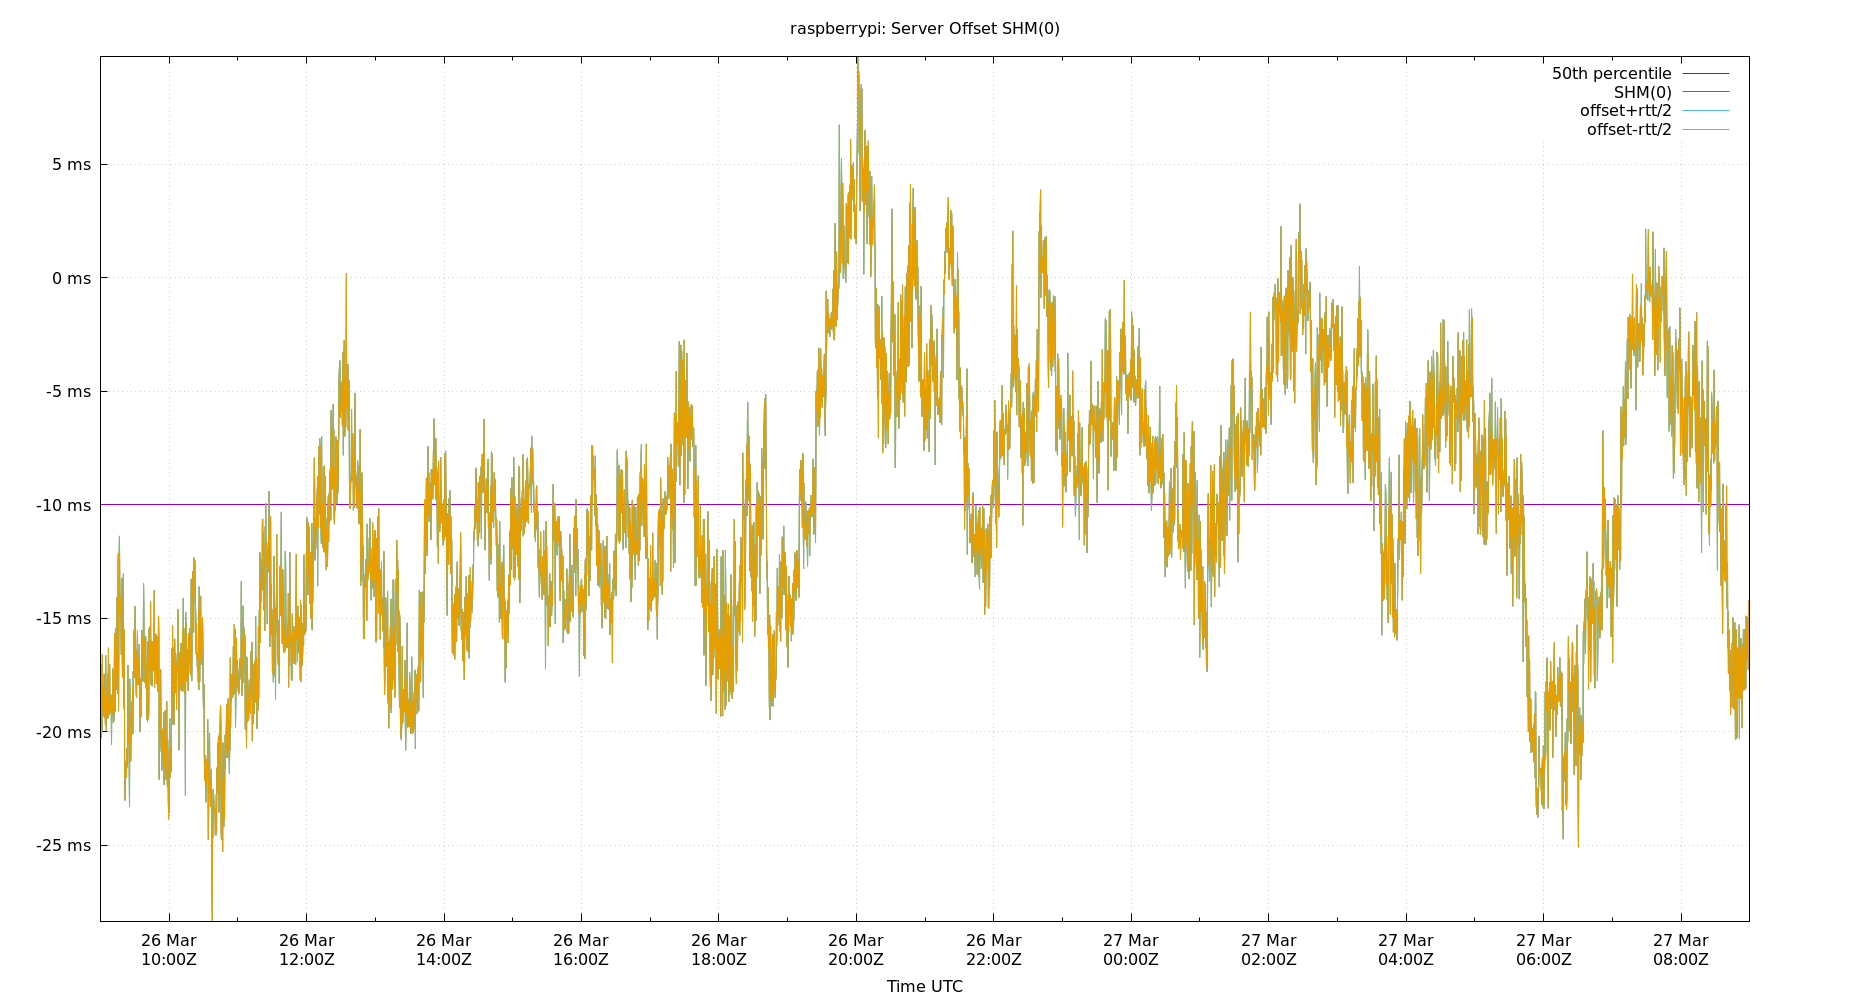 raspberrypi: Server Offset SHM(0)
50th percentile
SHM(0)
offset+rtt/2
offset-rtt/2
5 ms
0 ms
-5 ms
-10 ms
-15 ms
-20 ms
-25 ms
26 Mar 26 Mar 26 Mar 26 Mar 26 Mar 26 Mar 26 Mar 27 Mar 27 Mar 27 Mar 27 Mar 27 Mar
10:00Z 12:00Z 14:00Z 16:00Z 18:00Z 20:00Z 22:00Z 00:00Z 02:00Z 04:00Z 06:00Z 08:00Z
Time UTC